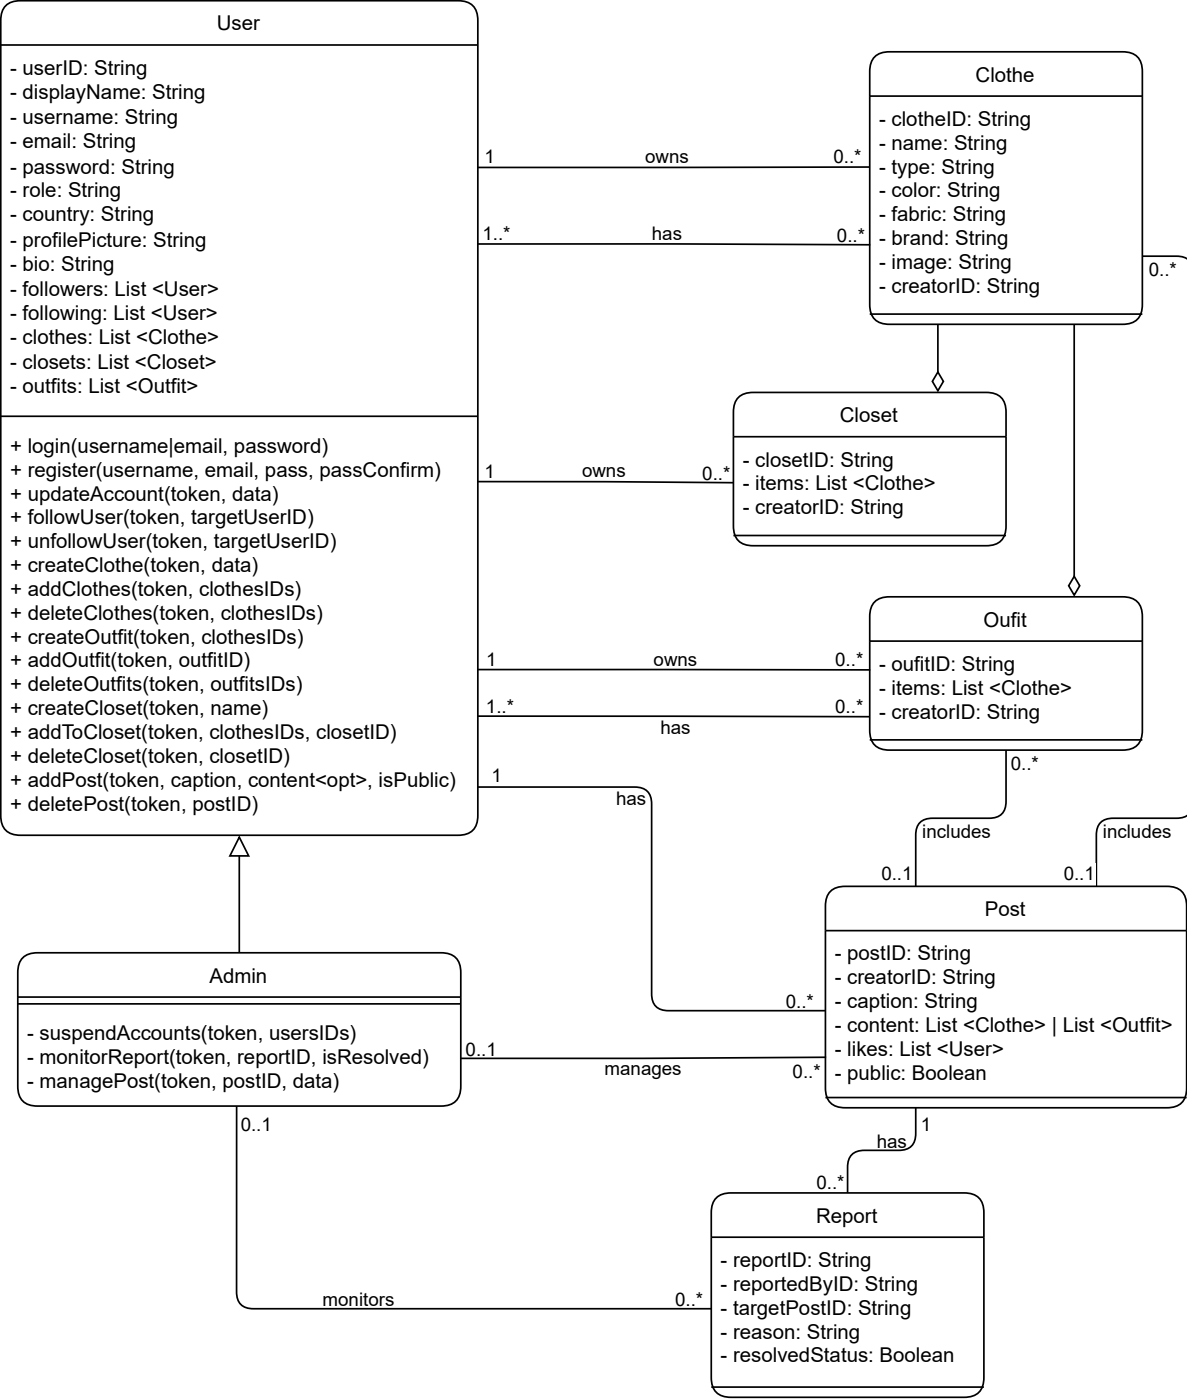 User
- userID: String
- displayName: String
- username: String
- email: String
- password: String
- role: String
- country: String
- profilePicture: String
- bio: String
- followers: List <User>
- following: List <User>
- clothes: List <Clothe>
- closets: List <Closet>
- outfits: List <Outfit>
+ login(username|email, password)
+ register(username, email, pass, passConfirm)
+ updateAccount(token, data)
+ followUser(token, targetUserID)
+ unfollowUser(token, targetUserID)
+ createClothe(token, data)
+ addClothes(token, clothesIDs)
+ deleteClothes(token, clothesIDs)
+ createOutfit(token, clothesIDs)
+ addOutfit(token, outfitID)
+ deleteOutfits(token, outfitsIDs)
+ createCloset(token, name)
+ addToCloset(token, clothesIDs, closetID)
+ deleteCloset(token, closetID)
+ addPost(token, caption, content<opt>, isPublic)
+ deletePost(token, postID)
1 owns 0..*
1..* has 0..*
Clothe
- clotheID: String
- name: String
- type: String
- color: String
- fabric: String
- brand: String
- image: String
- creatorID: String
0..*
1 owns 0..*
Closet
- closetID: String
- items: List <Clothe>
- creatorID: String
1 owns 0..*
1..* has 0..*
Oufit
- oufitID: String
- items: List <Clothe>
- creatorID: String
0..*
includes
0..1
includes
0..1
1
has
0..*
Post
- postID: String
- creatorID: String
- caption: String
- content: List <Clothe> | List <Outfit>
- likes: List <User>
- public: Boolean
Admin
- suspendAccounts(token, usersIDs)
- monitorReport(token, reportID, isResolved)
- managePost(token, postID, data)
0..1
manages
0..*
1
has
0..*
0..1
monitors
0..*
Report
- reportID: String
- reportedByID: String
- targetPostID: String
- reason: String
- resolvedStatus: Boolean